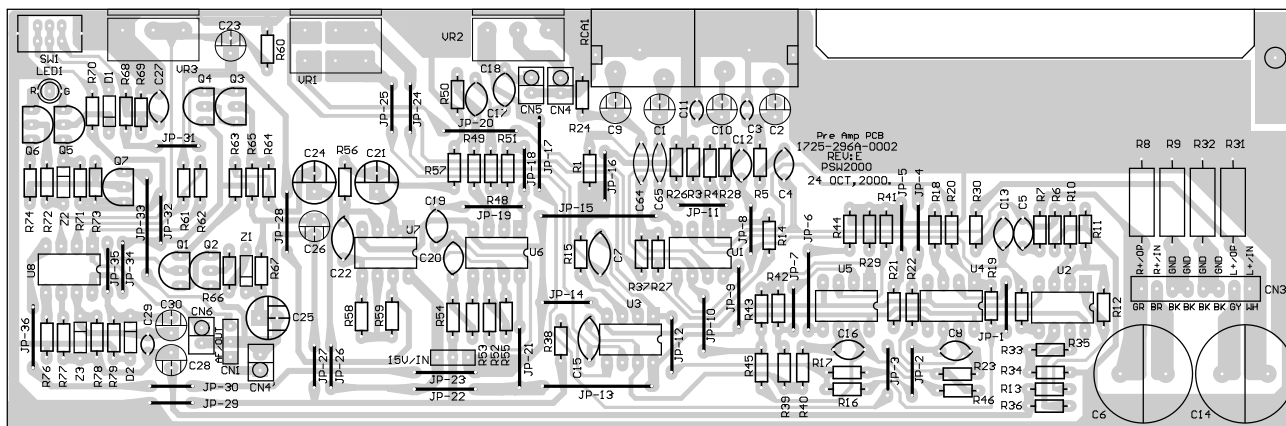 C23
R60
VR3
VR1
VR2
RCA1
SW1
LED1
R G
R70
D1
R68
R69
C27
Q4 Q3
JP-25
JP-24
R50
C18
C17
CN5 CN4
R24
C9 C1 C11 C10 C3 C2
Pre Amp PCB
1725-296A-0002
REV:E
PSW2000
24 OCT,2000.
Q6 Q5
Q7
JP-31
R63
R65
R64
C24
R56
C21
JP-20
R49 R51
R57
JP-18
JP-17
R1
JP-16
C64
C65
R26 R3 R4 R28
C12
R5
C4
JP-5
JP-4
R8 R9 R32 R31
R74
R72
Z2
R71
R73
JP-33
JP-32
R61
R62
JP-28
C26
C19
R48
JP-19
JP-15
JP-11
JP-8
R14
JP-6
R44
R41
R29
R18
R20
R30
C13
C5
R7
R6
R10
R11
U8
JP-35
JP-34
Q1 Q2
Z1
R67
R66
C22
U7
C20
U6
R15
C7
R37 R27
U1
JP-9
JP-7
R42
R43
U5
R21
R22
U4
R19
U2
R12
R+/OP
R+/IN
GND
GND
GND
L+/OP
L+/IN
CN3
GR BR BK BK BK GY WH
JP-36
C29
C30
CN6
AC/OUT
C25
R58
R59
R54
R53
R52
R55
JP-21
JP-14
U3
R38
C15
JP-12
JP-10
R45
R39
R40
R17
C16
R16
JP-3
JP-2
C8
JP-1
R23
R46
R33
R35
R34
R13
R36
R76
R77
Z3
R78
R79
D2
C28
CN1
CN4
JP-27
JP-26
15V/IN
JP-23
JP-22
JP-13
JP-30
JP-29
C6
C14